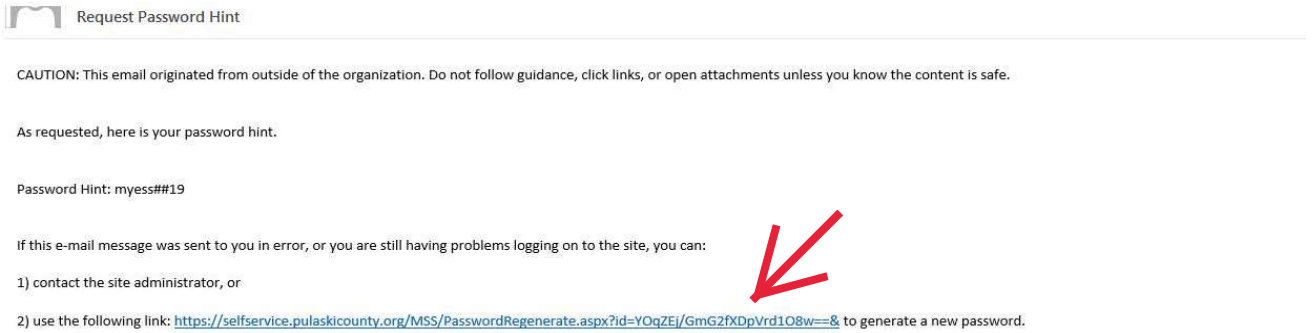 Request Password Hint
CAUTION: This email originated from outside of the organization. Do not follow guidance, click links, or open attachments unless you know the content is safe.
As requested, here is your password hint.
Password Hint: myess##19
If this e-mail message was sent to you in error, or you are still having problems logging on to the site, you can:
1) contact the site administrator, or
2) use the following link: https://selfservice.pulaskicounty.org/MSS/PasswordRegenerate.aspx?id=YOqZEj/GmG2fXDpVrd1O8w==& to generate a new password.